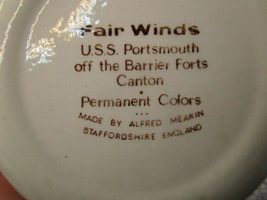 Fair Winds
U.S.S. Portsmouth
off the Barrier Forts
Canton
•
Permanent Colors
...
MADE BY ALFRED MEAKIN
STAFFORDSHIRE ENGLAND